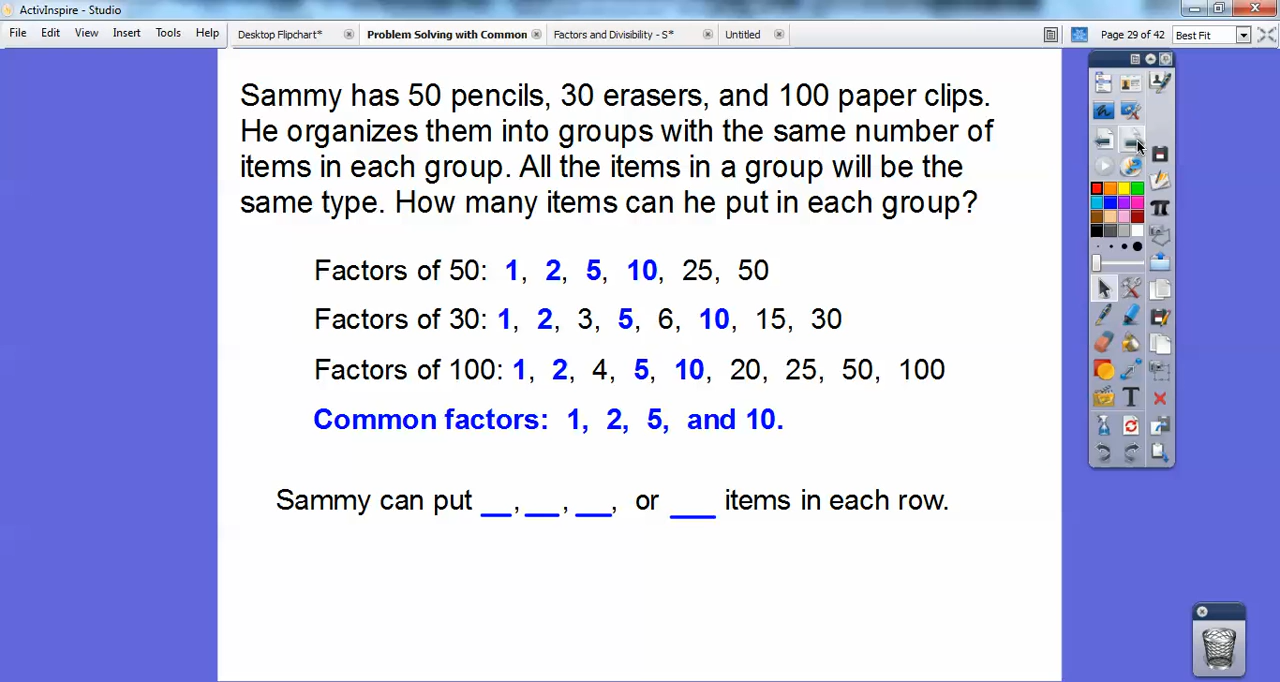 ActivInspire - Studio
File Edit View Insert Tools Help Desktop Flipchart* Problem Solving with Common Factors and Divisibility - S* Untitled Page 29 of 42 Best Fit
Sammy has 50 pencils, 30 erasers, and 100 paper clips.
He organizes them into groups with the same number of
items in each group. All the items in a group will be the
same type. How many items can he put in each group?
Factors of 50: 1, 2, 5, 10, 25, 50
Factors of 30: 1, 2, 3, 5, 6, 10, 15, 30
Factors of 100: 1, 2, 4, 5, 10, 20, 25, 50, 100
Common factors: 1, 2, 5, and 10.
Sammy can put __, __, __, or ___ items in each row.